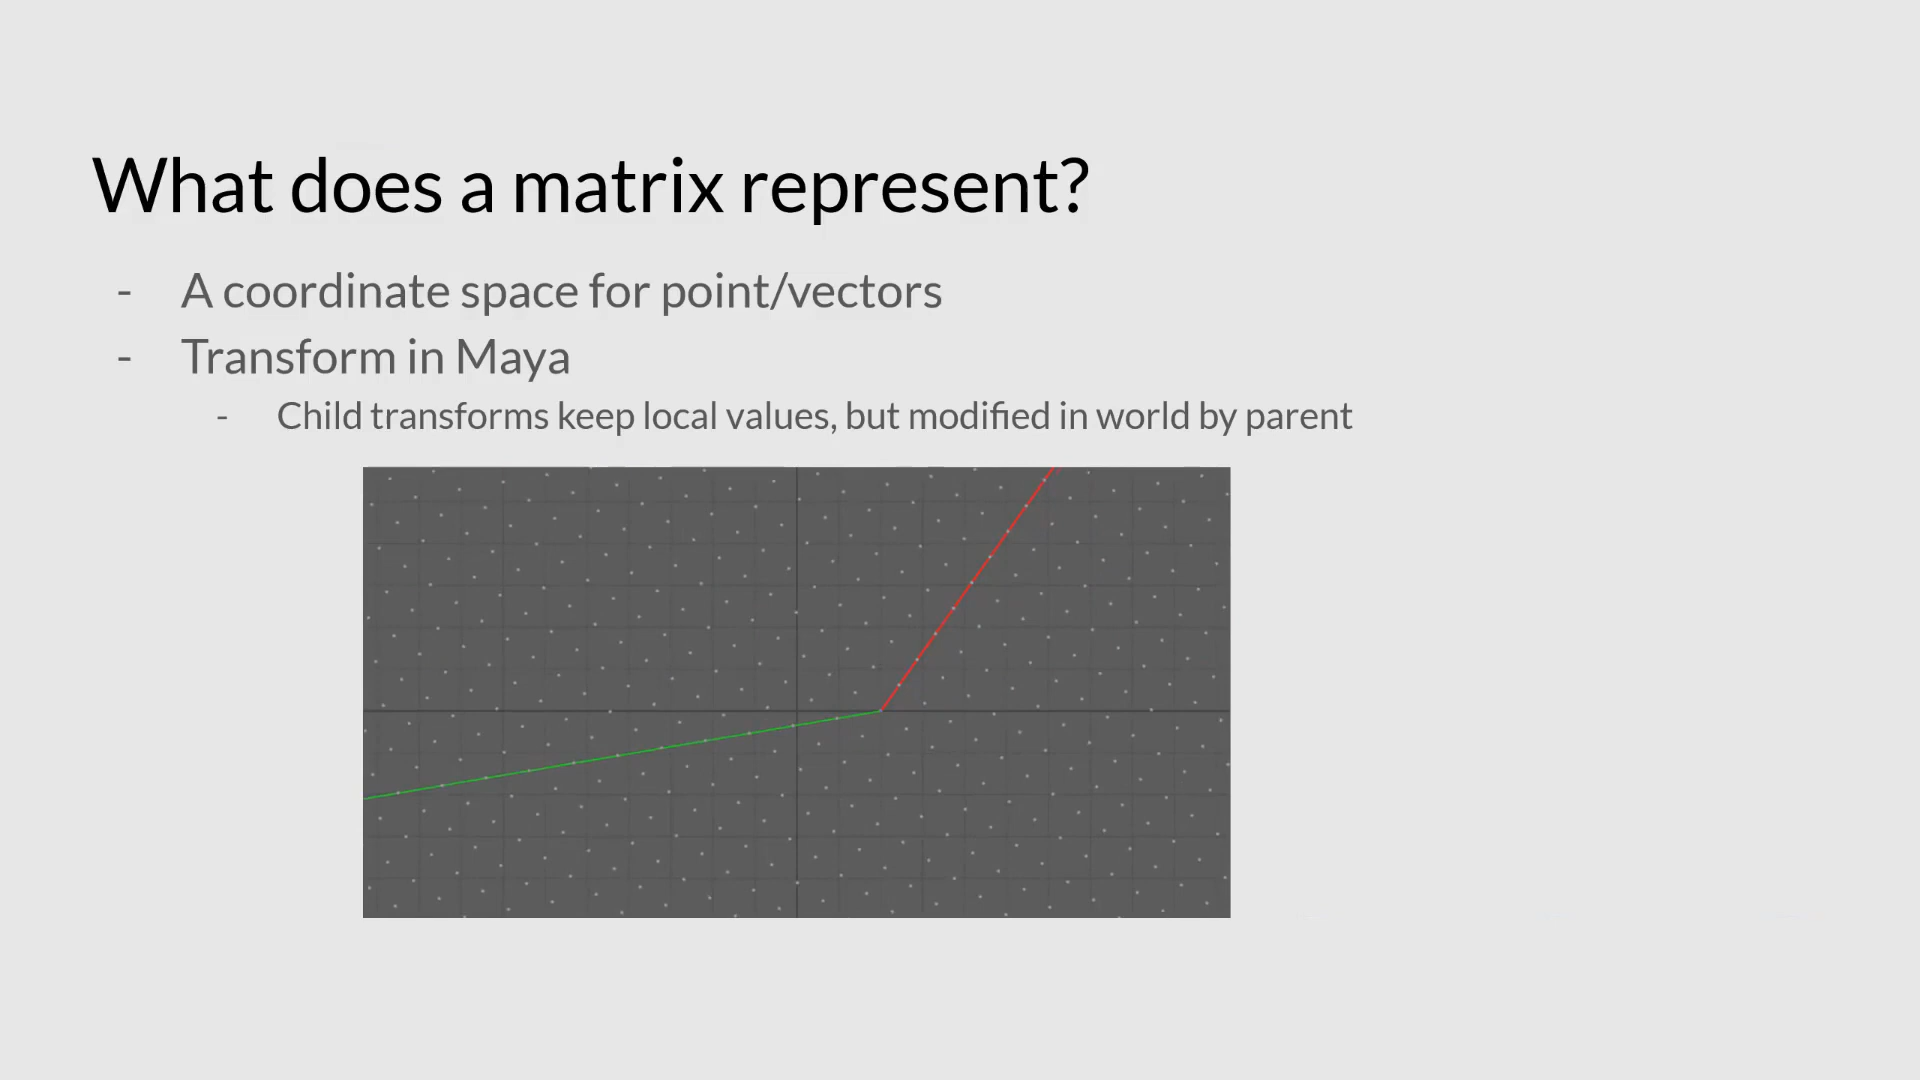 What does a matrix represent?
- A coordinate space for point/vectors
- Transform in Maya
- Child transforms keep local values, but modified in world by parent